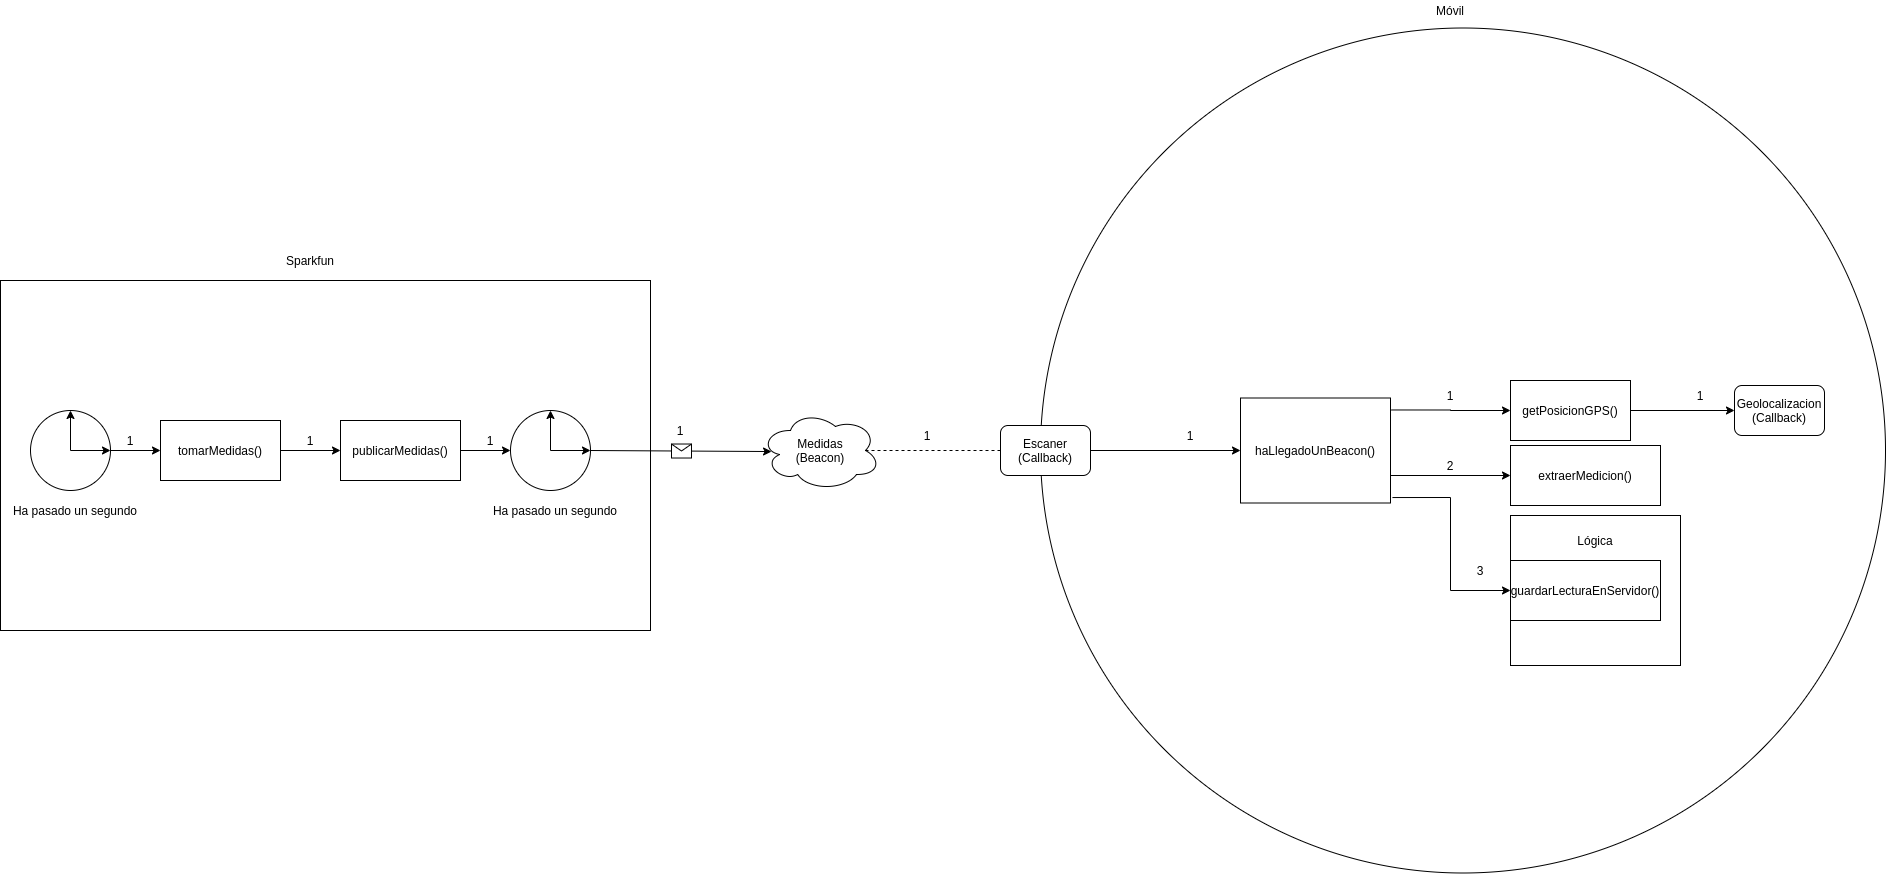 Móvil
Sparkfun
1
tomarMedidas()
1
publicarMedidas()
1
Ha pasado un segundo
Ha pasado un segundo
1
Medidas
(Beacon)
1
Escaner
(Callback)
1
haLlegadoUnBeacon()
1
getPosicionGPS()
1
Geolocalizacion
(Callback)
2
extraerMedicion()
3
Lógica
guardarLecturaEnServidor()